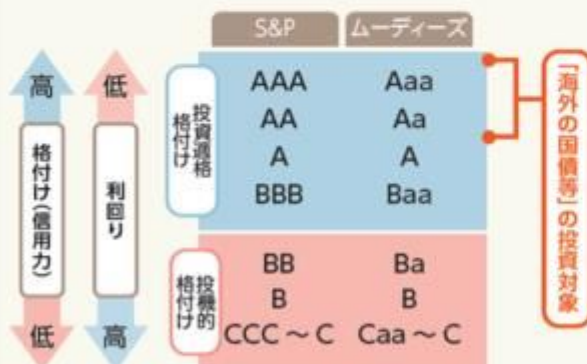 S&P
ムーディーズ
高
格付け(信用力)
低
低
利回り
高
投資適格
格付け
AAA Aaa
AA Aa
A A
BBB Baa
投機的
格付け
BB Ba
B B
CCC ～ C Caa ～ C
「海外の国債等」の投資対象